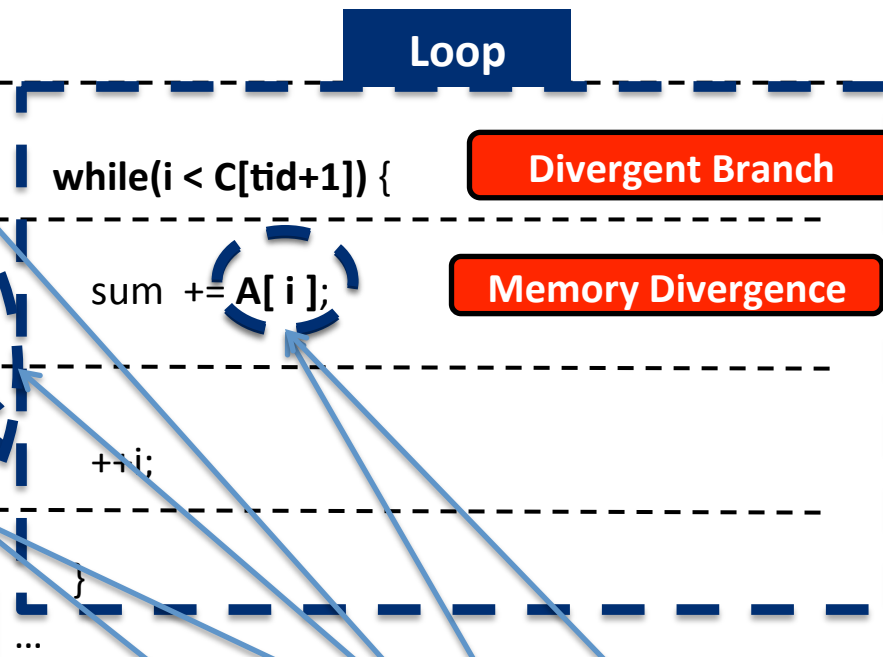 Loop
while(i < C[tid+1]) {
Divergent Branch
sum += A[ i ];
Memory Divergence
++i;
}
...